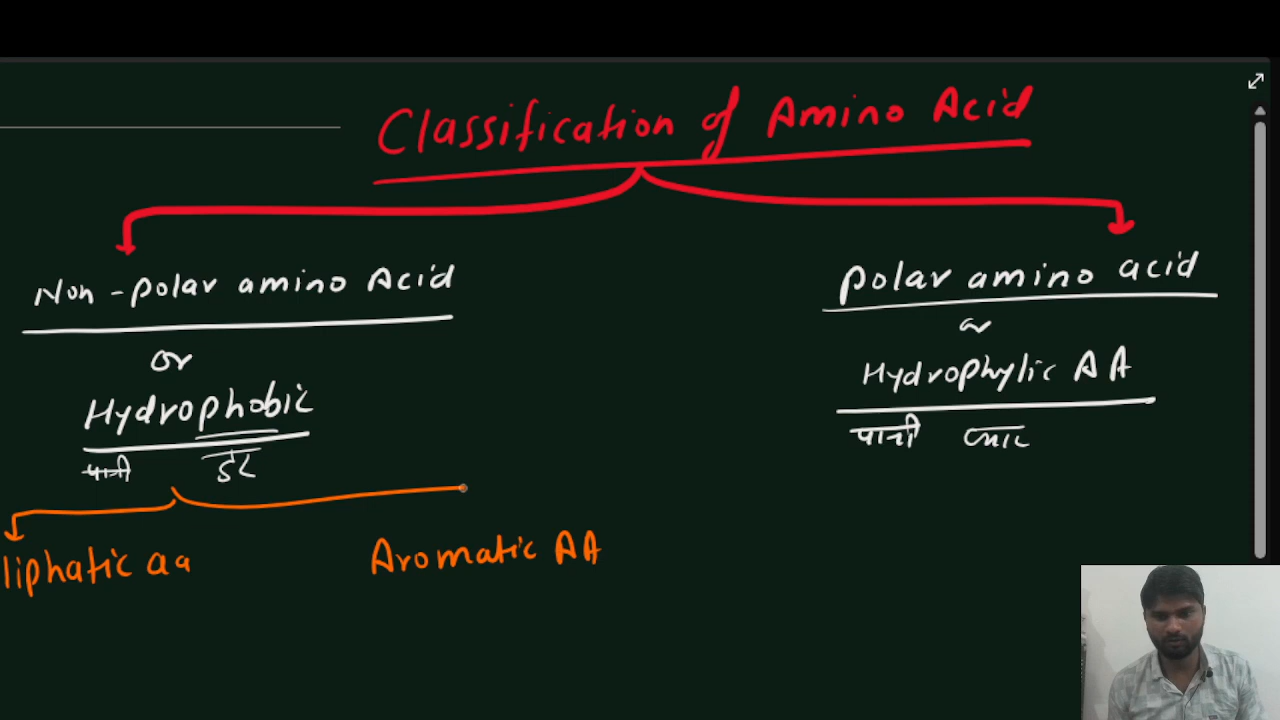 Classification of Amino Acid
Non-polar amino Acid
or
Hydrophobic
पानी डर
liphatic aa
Aromatic AA
polar amino acid
or
Hydrophylic AA
पानी